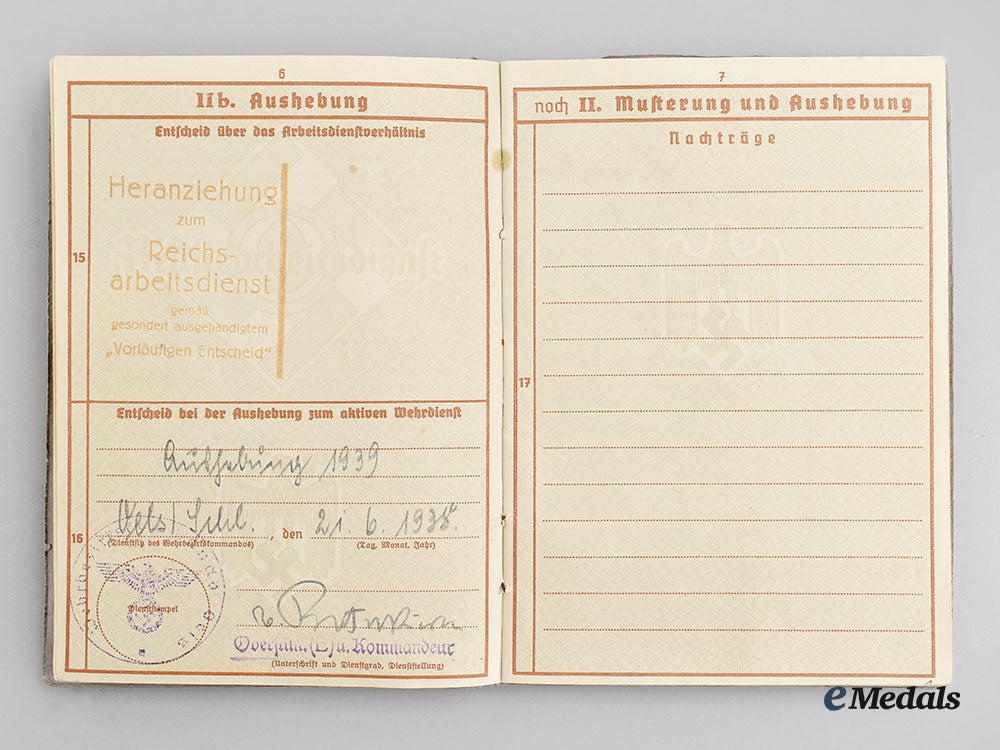 6
IIb. Aushebung
Entscheid über das Arbeitsdienstverhältnis
15
Heranziehung
zum
Reichs-
arbeitsdienst
gemäß
gesondert ausgehändigtem
„Vorläufigen Entscheid“
Entscheid bei der Aushebung zum aktiven Wehrdienst
16
Aushebung 1939
Oels/Schl. , den 21. 6. 1938.
(Dienstsitz des Wehrbezirkskommandos) (Tag, Monat, Jahr)
Dienststempel
Oels
v.
Oberstltn. (E) u. Kommandeur
(Unterschrift und Dienstgrad, Dienststellung)
7
noch II. Musterung und Aushebung
Nachträge
17
eMedals